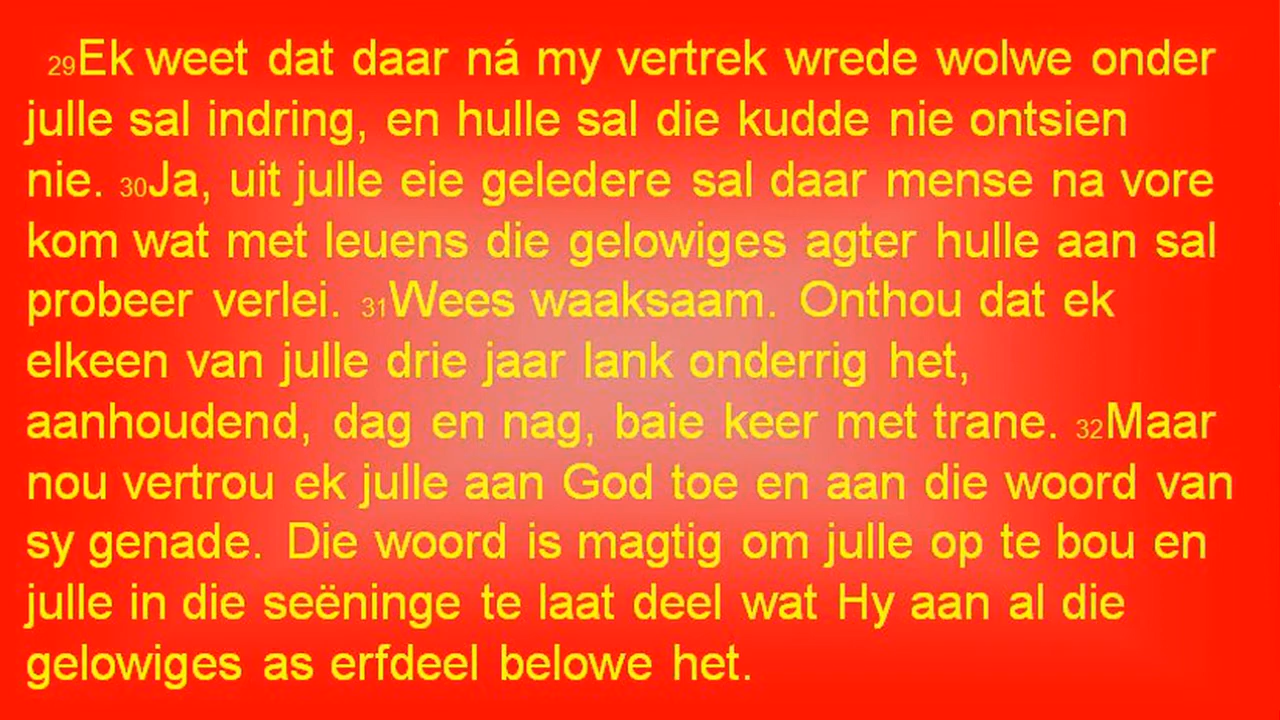 29Ek weet dat daar ná my vertrek wrede wolwe onder
julle sal indring, en hulle sal die kudde nie ontsien
nie. 30Ja, uit julle eie geledere sal daar mense na vore
kom wat met leuens die gelowiges agter hulle aan sal
probeer verlei. 31Wees waaksaam. Onthou dat ek
elkeen van julle drie jaar lank onderrig het,
aanhoudend, dag en nag, baie keer met trane. 32Maar
nou vertrou ek julle aan God toe en aan die woord van
sy genade. Die woord is magtig om julle op te bou en
julle in die seëninge te laat deel wat Hy aan al die
gelowiges as erfdeel belowe het.